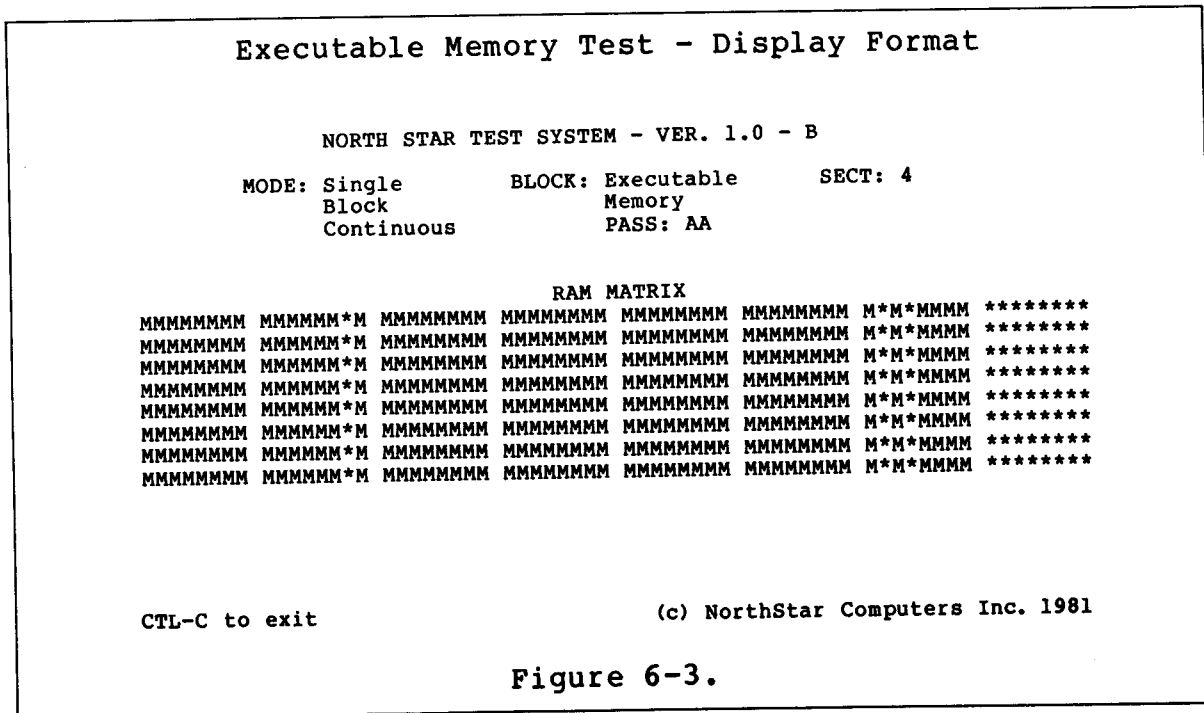 Executable Memory Test - Display Format
NORTH STAR TEST SYSTEM - VER. 1.0 - B
MODE: Single BLOCK: Executable SECT: 4
Block Memory
Continuous PASS: AA
RAM MATRIX
MMMMMMMM MMMMMM*M MMMMMMMM MMMMMMMM MMMMMMMM MMMMMMMM M*M*MMMM ********
MMMMMMMM MMMMMM*M MMMMMMMM MMMMMMMM MMMMMMMM MMMMMMMM M*M*MMMM ********
MMMMMMMM MMMMMM*M MMMMMMMM MMMMMMMM MMMMMMMM MMMMMMMM M*M*MMMM ********
MMMMMMMM MMMMMM*M MMMMMMMM MMMMMMMM MMMMMMMM MMMMMMMM M*M*MMMM ********
MMMMMMMM MMMMMM*M MMMMMMMM MMMMMMMM MMMMMMMM MMMMMMMM M*M*MMMM ********
MMMMMMMM MMMMMM*M MMMMMMMM MMMMMMMM MMMMMMMM MMMMMMMM M*M*MMMM ********
MMMMMMMM MMMMMM*M MMMMMMMM MMMMMMMM MMMMMMMM MMMMMMMM M*M*MMMM ********
MMMMMMMM MMMMMM*M MMMMMMMM MMMMMMMM MMMMMMMM MMMMMMMM M*M*MMMM ********
CTL-C to exit (c) NorthStar Computers Inc. 1981
Figure 6-3.